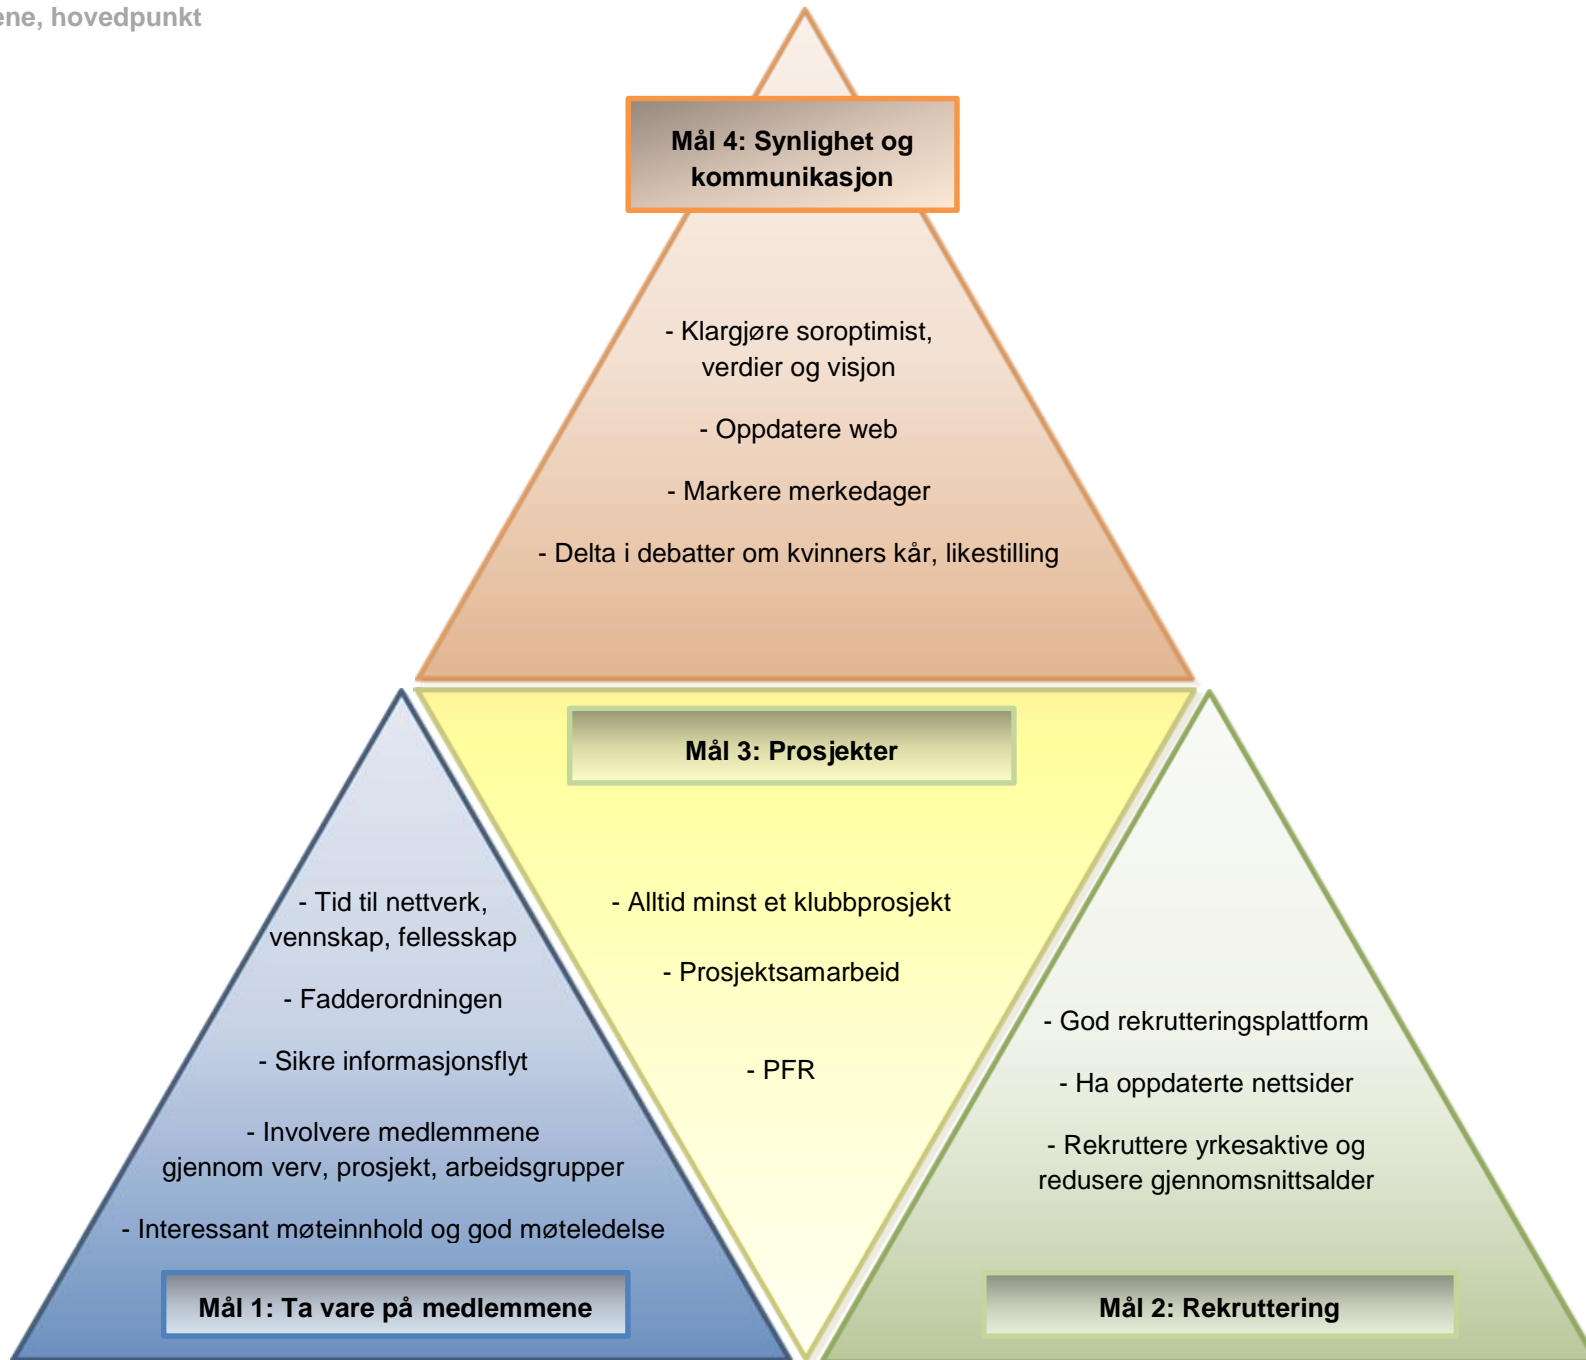 hovedpunkt
Mål 4: Synlighet og
kommunikasjon
- Klargjøre soroptimist,
verdier og visjon
- Oppdatere web
- Markere merkedager
- Delta i debatter om kvinners kår, likestilling
Mål 3: Prosjekter
- Alltid minst et klubbprosjekt
- Prosjektsamarbeid
- PFR
- Tid til nettverk,
vennskap, fellesskap
- Fadderordningen
- Sikre informasjonsflyt
- Involvere medlemmene
gjennom verv, prosjekt, arbeidsgrupper
- Interessant møteinnhold og god møteledelse
Mål 1: Ta vare på medlemmene
- God rekrutteringsplattform
- Ha oppdaterte nettsider
- Rekruttere yrkesaktive og
redusere gjennomsnittsalder
Mål 2: Rekruttering